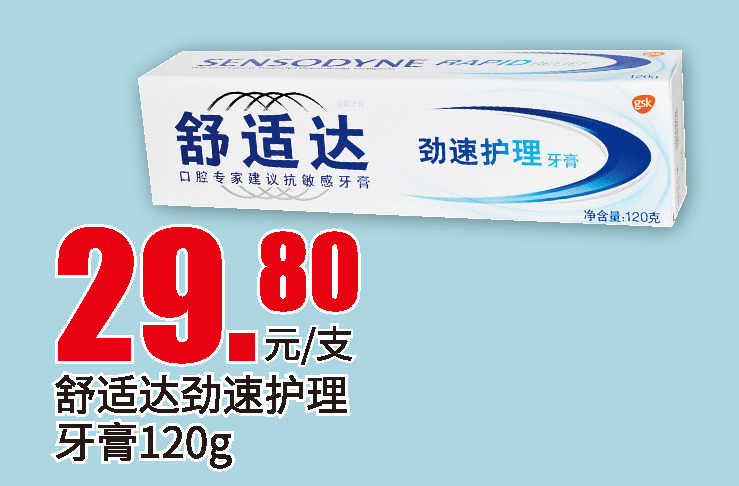 SENSODYNE RAPID RELIEF
120g
gsk
舒适达
劲速护理 牙膏
口腔专家建议抗敏感牙膏
净含量:120克
29.80
元/支
舒适达劲速护理
牙膏120g